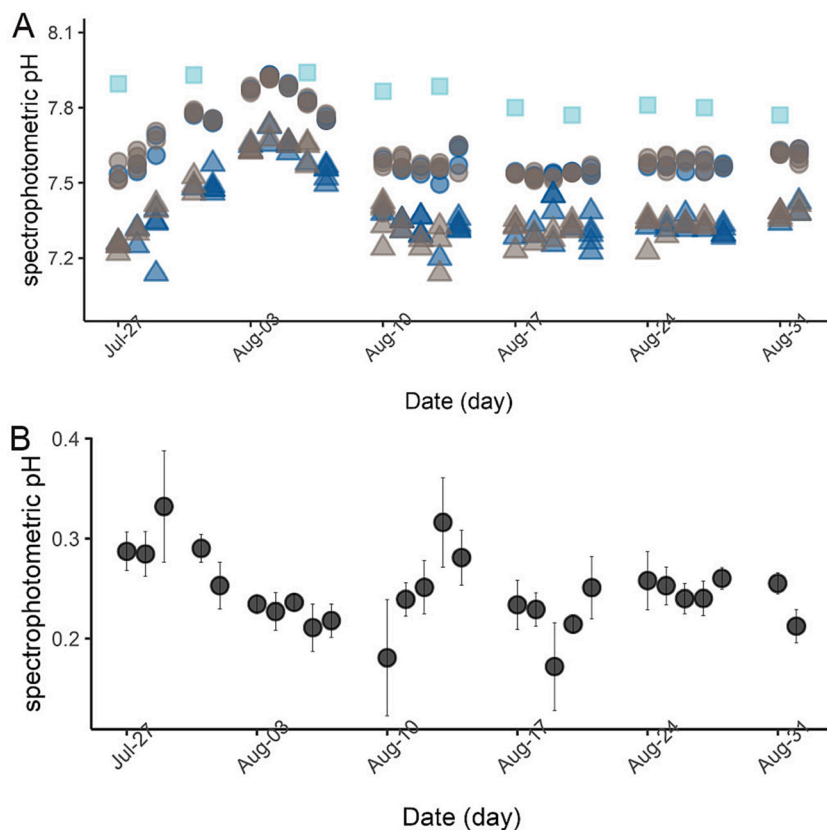 A
spectrophotometric pH
8.1
7.8
7.5
7.2
Jul-27
Aug-03
Aug-10
Aug-17
Aug-24
Aug-31
Date (day)
B
spectrophotometric pH
0.4
0.3
0.2
Jul-27
Aug-03
Aug-10
Aug-17
Aug-24
Aug-31
Date (day)